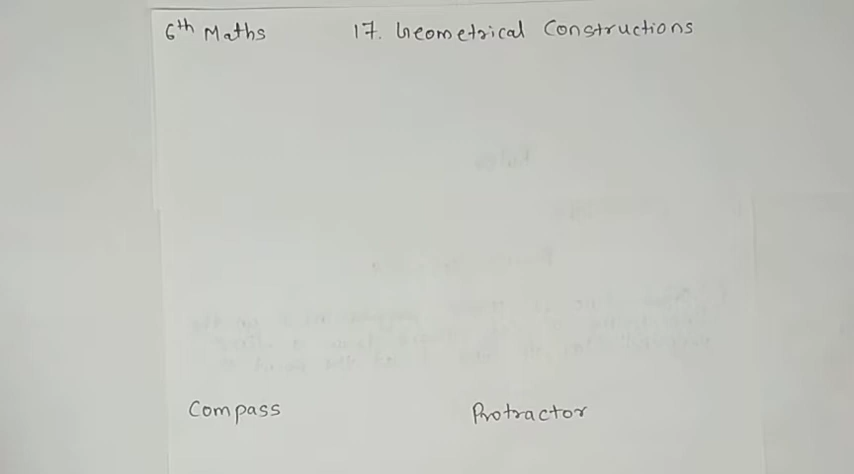 6th Maths 17. Geometrical Constructions
Compass Protractor